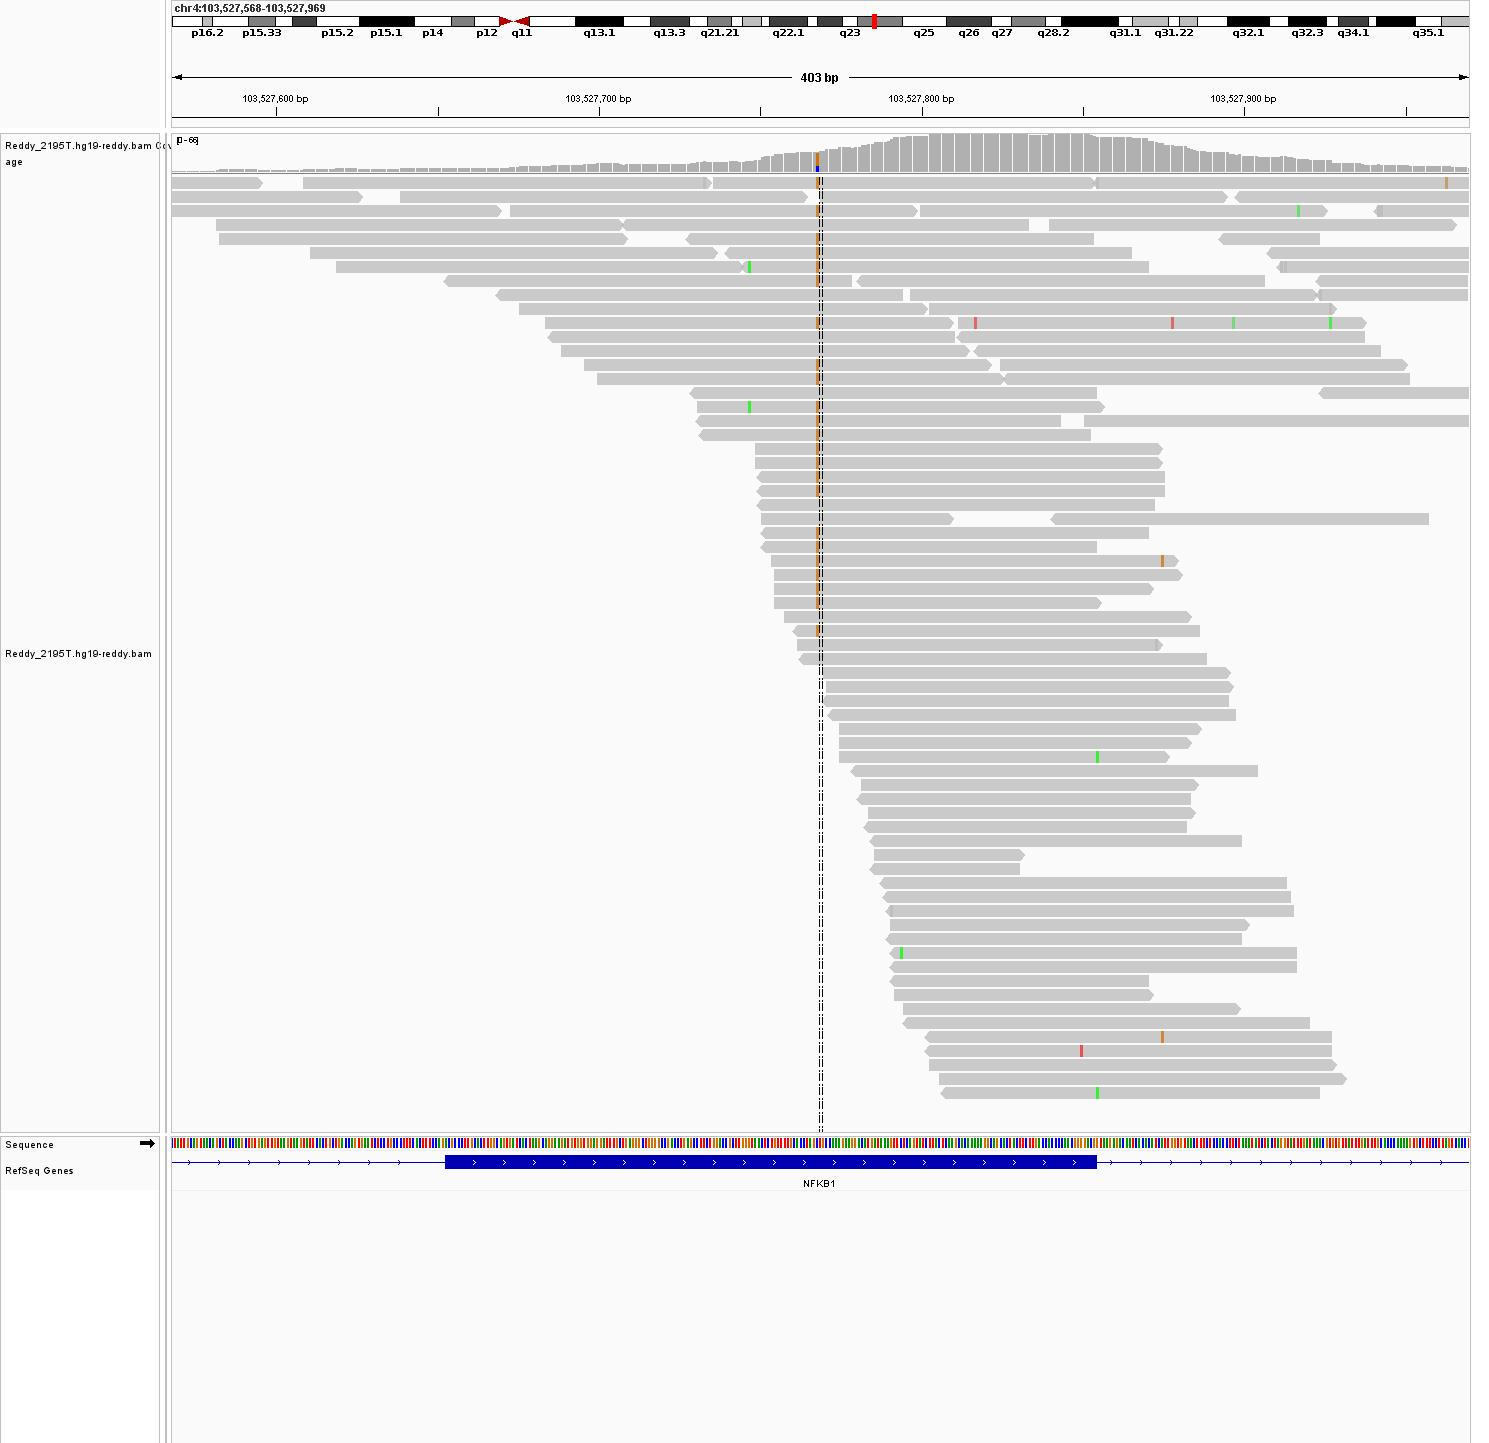 chr4:103,527,568-103,527,969
p16.2 p15.33 p15.2 p15.1 p14 p12 q11 q13.1 q13.3 q21.21 q22.1 q23 q25 q26 q27 q28.2 q31.1 q31.22 q32.1 q32.3 q34.1 q35.1
403 bp
103,527,600 bp 103,527,700 bp 103,527,800 bp 103,527,900 bp
[0-66]
Reddy_2195T.hg19-reddy.bam Cov
age
Reddy_2195T.hg19-reddy.bam
Sequence
RefSeq Genes
NFKB1